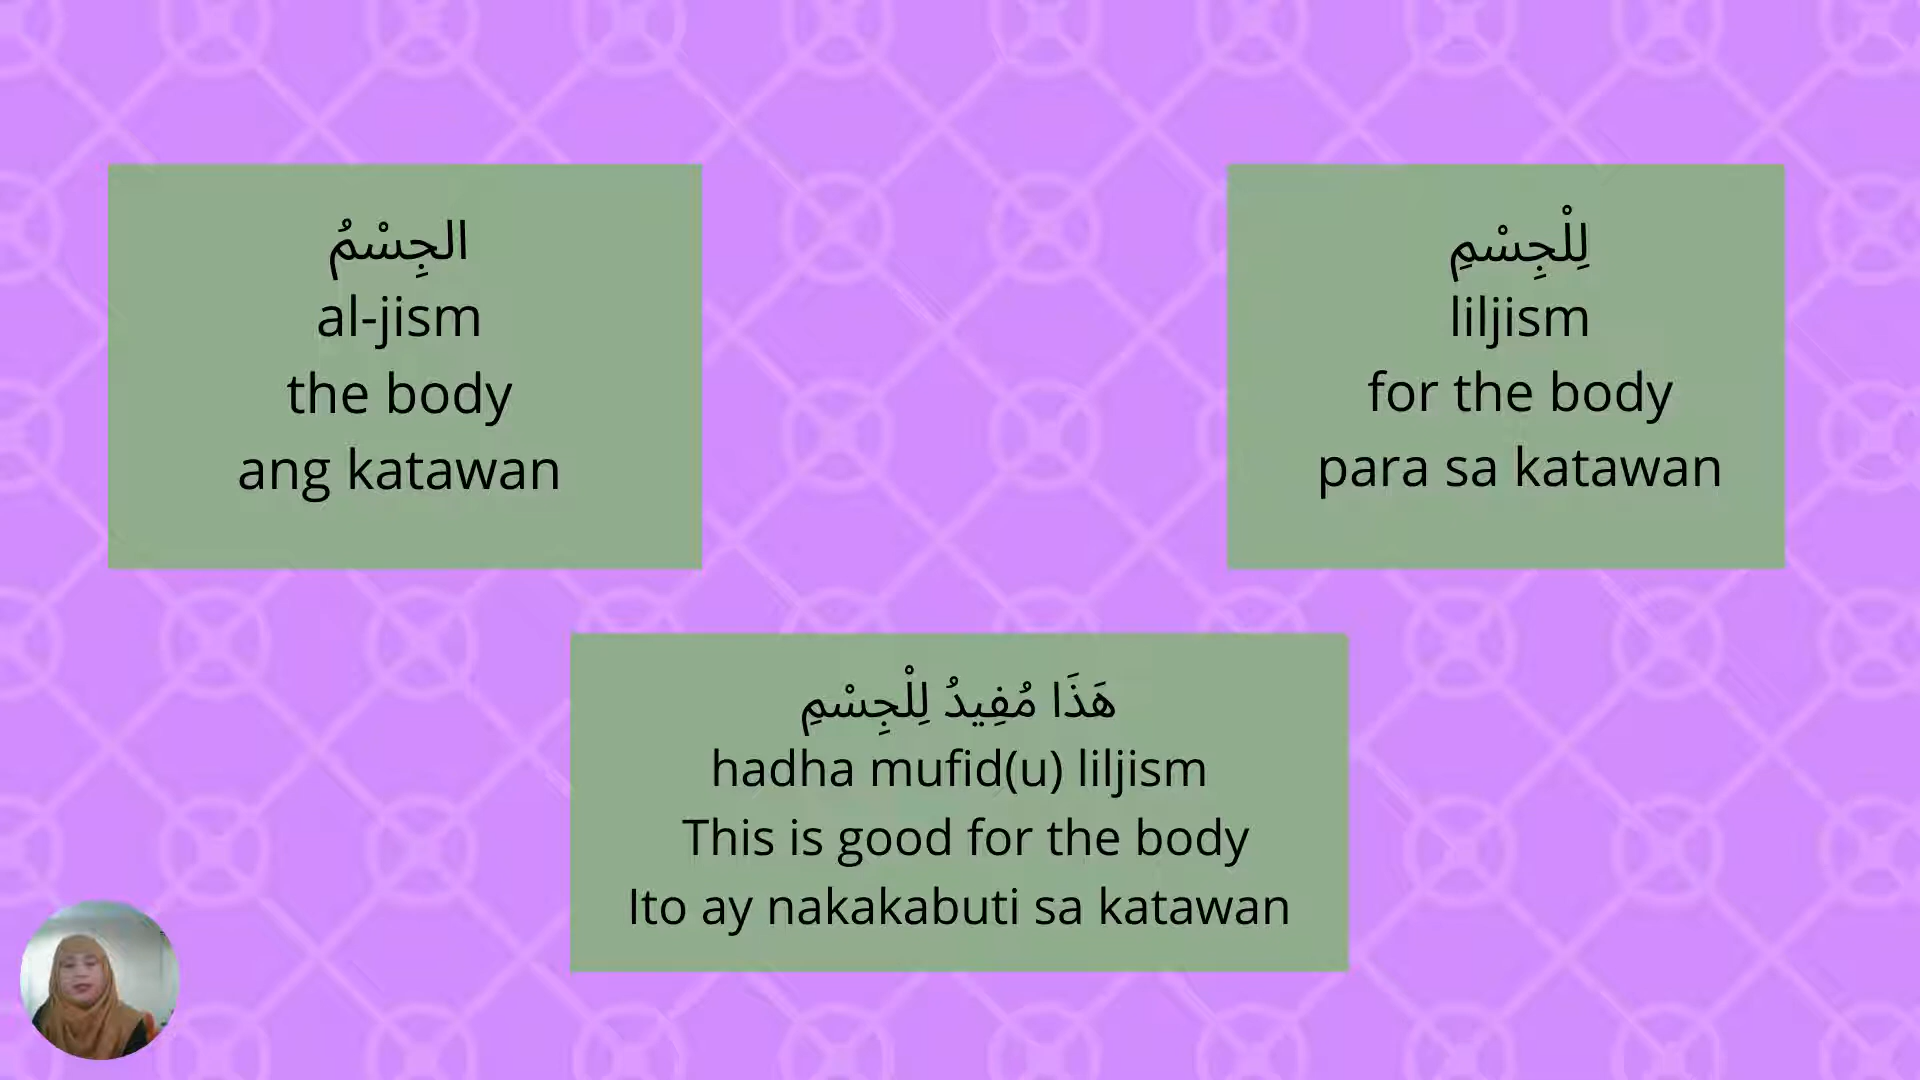 الجِسْمُ
al-jism
the body
ang katawan
لِلْجِسْمِ
liljism
for the body
para sa katawan
هَذَا مُفِيدُ لِلْجِسْمِ
hadha mufid(u) liljism
This is good for the body
Ito ay nakakabuti sa katawan